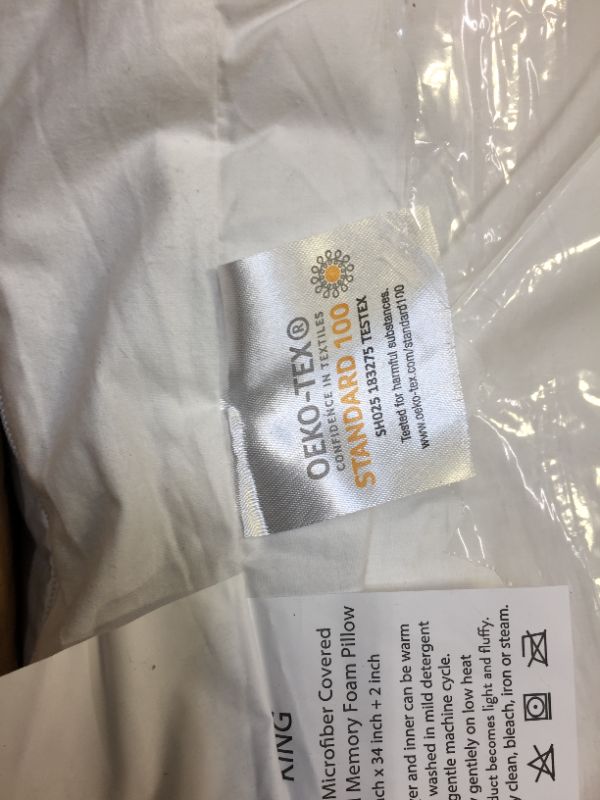 OEKO-TEX®
CONFIDENCE IN TEXTILES
STANDARD 100
SH025 183275 TESTEX
Tested for harmful substances.
www.oeko-tex.com/standard100
KING
Microfiber Covered
Memory Foam Pillow
x 34 inch + 2 inch
and inner can be warm
washed in mild detergent
gentle machine cycle.
gentlely on low heat
becomes light and fluffy.
clean, bleach, iron or steam.